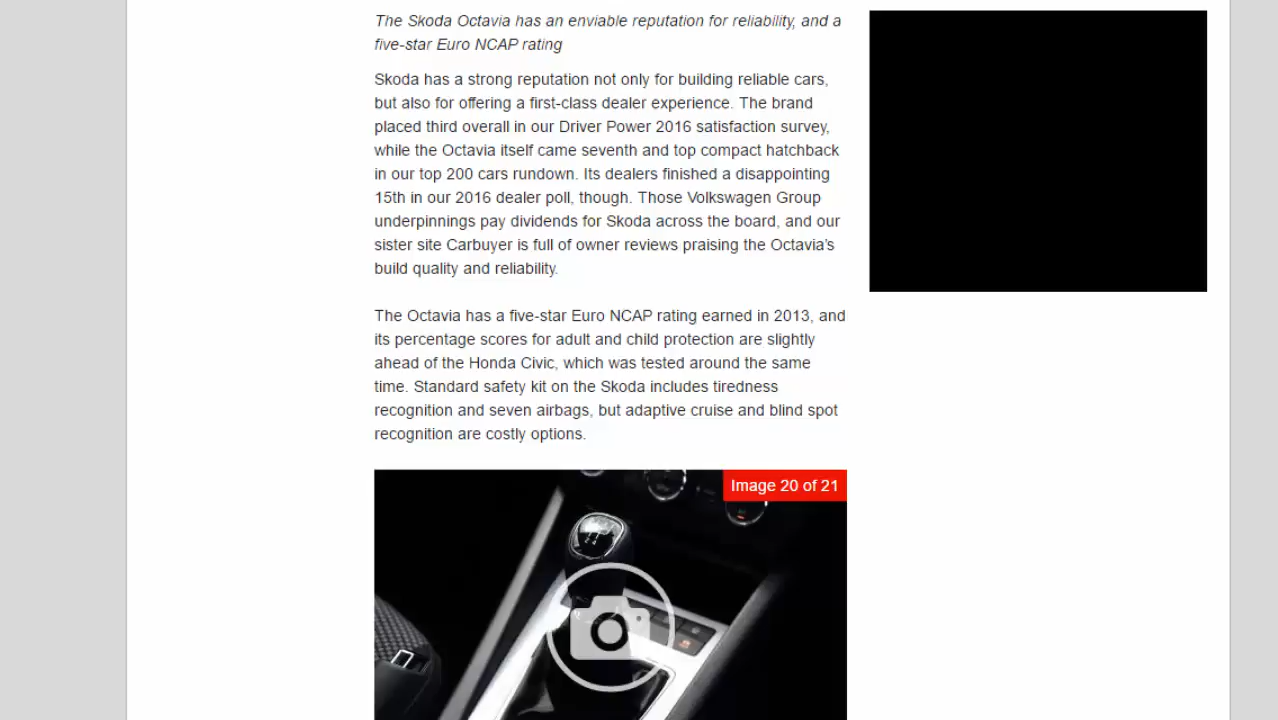 The Skoda Octavia has an enviable reputation for reliability, and a
five-star Euro NCAP rating
Skoda has a strong reputation not only for building reliable cars,
but also for offering a first-class dealer experience. The brand
placed third overall in our Driver Power 2016 satisfaction survey,
while the Octavia itself came seventh and top compact hatchback
in our top 200 cars rundown. Its dealers finished a disappointing
15th in our 2016 dealer poll, though. Those Volkswagen Group
underpinnings pay dividends for Skoda across the board, and our
sister site Carbuyer is full of owner reviews praising the Octavia’s
build quality and reliability.
The Octavia has a five-star Euro NCAP rating earned in 2013, and
its percentage scores for adult and child protection are slightly
ahead of the Honda Civic, which was tested around the same
time. Standard safety kit on the Skoda includes tiredness
recognition and seven airbags, but adaptive cruise and blind spot
recognition are costly options.
Image 20 of 21